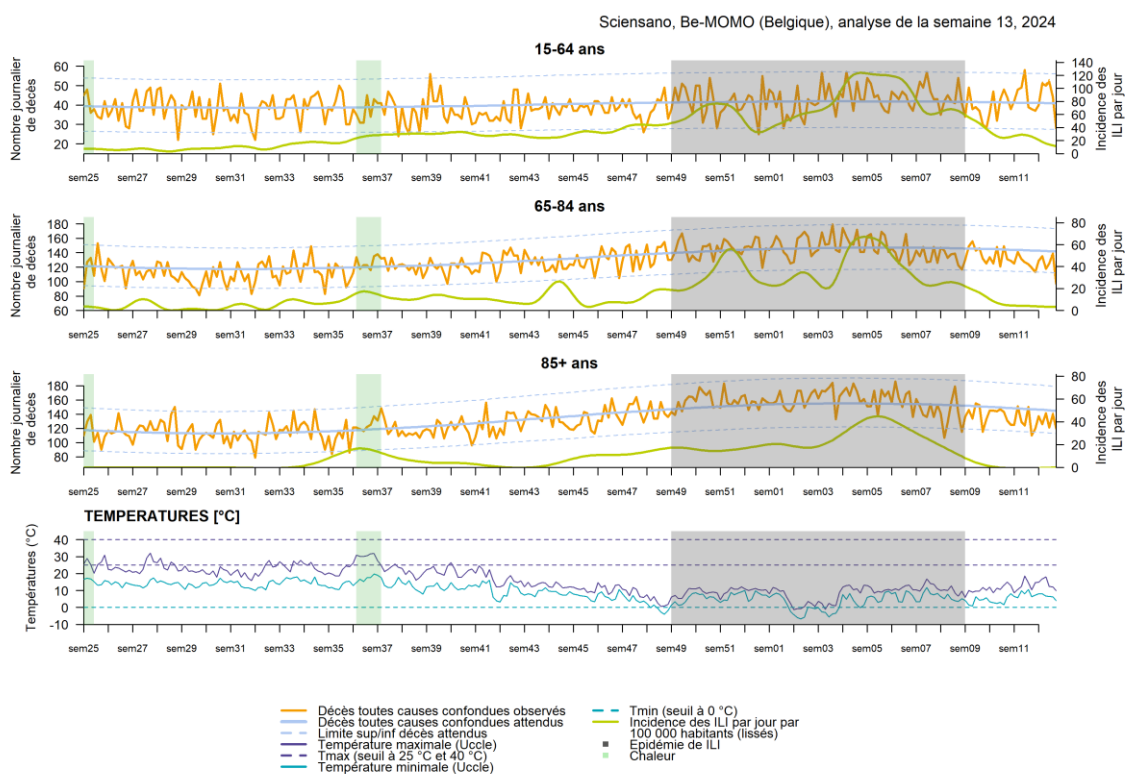 Sciensano, Be-MOMO (Belgique), analyse de la semaine 13, 2024
15-64 ans
Nombre journalier
de décès
60
50
40
30
20
140
120
100
80
60
40
20
0
Incidence des
ILI par jour
sem25 sem27 sem29 sem31 sem33 sem35 sem37 sem39 sem41 sem43 sem45 sem47 sem49 sem51 sem01 sem03 sem05 sem07 sem09 sem11
65-84 ans
Nombre journalier
de décès
180
160
140
120
100
80
60
80
60
40
20
0
Incidence des
ILI par jour
sem25 sem27 sem29 sem31 sem33 sem35 sem37 sem39 sem41 sem43 sem45 sem47 sem49 sem51 sem01 sem03 sem05 sem07 sem09 sem11
85+ ans
Nombre journalier
de décès
180
160
140
120
100
80
80
60
40
20
0
Incidence des
ILI par jour
sem25 sem27 sem29 sem31 sem33 sem35 sem37 sem39 sem41 sem43 sem45 sem47 sem49 sem51 sem01 sem03 sem05 sem07 sem09 sem11
TEMPERATURES [°C]
Températures (°C)
40
30
20
10
0
-10
sem25 sem27 sem29 sem31 sem33 sem35 sem37 sem39 sem41 sem43 sem45 sem47 sem49 sem51 sem01 sem03 sem05 sem07 sem09 sem11
Décès toutes causes confondues observés
Décès toutes causes confondues attendus
Limite sup/inf décès attendus
Température maximale (Uccle)
Tmax (seuil à 25 °C et 40 °C)
Température minimale (Uccle)
Tmin (seuil à 0 °C)
Incidence des ILI par jour par
100 000 habitants (lissés)
Epidémie de ILI
Chaleur